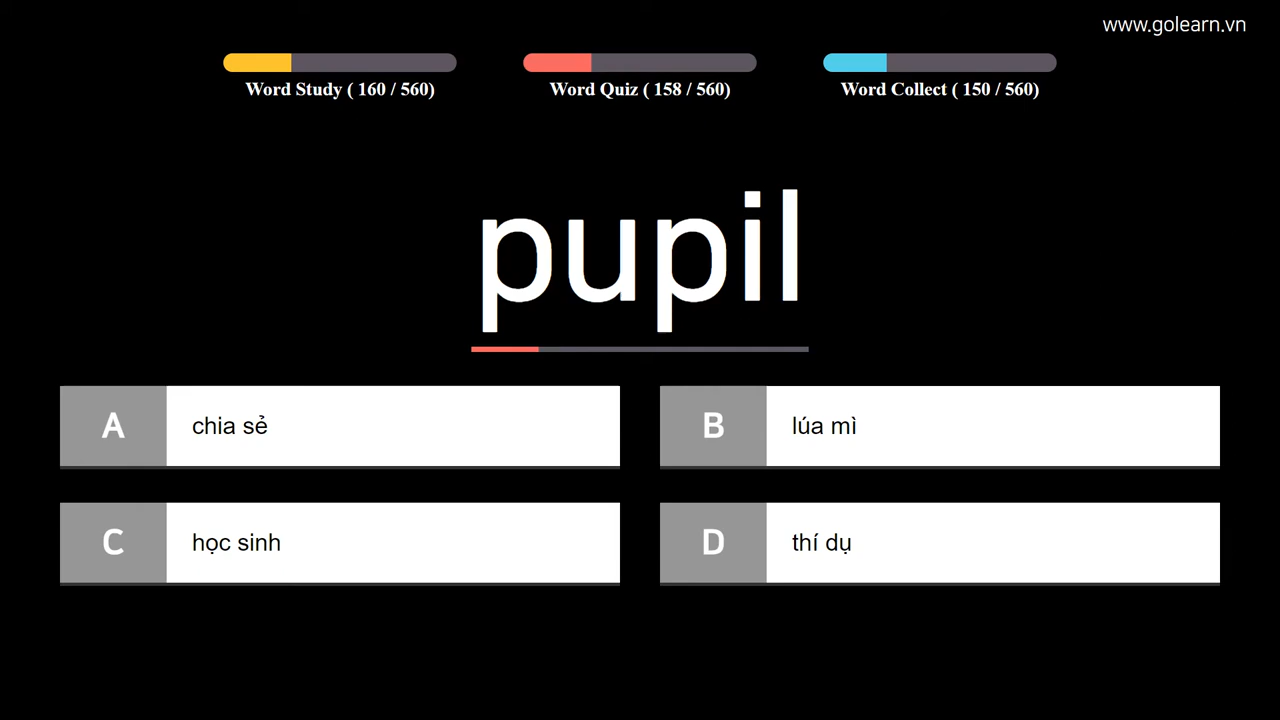 www.golearn.vn
Word Study ( 160 / 560)
Word Quiz ( 158 / 560)
Word Collect ( 150 / 560)
pupil
A chia sẻ
B lúa mì
C học sinh
D thí dụ